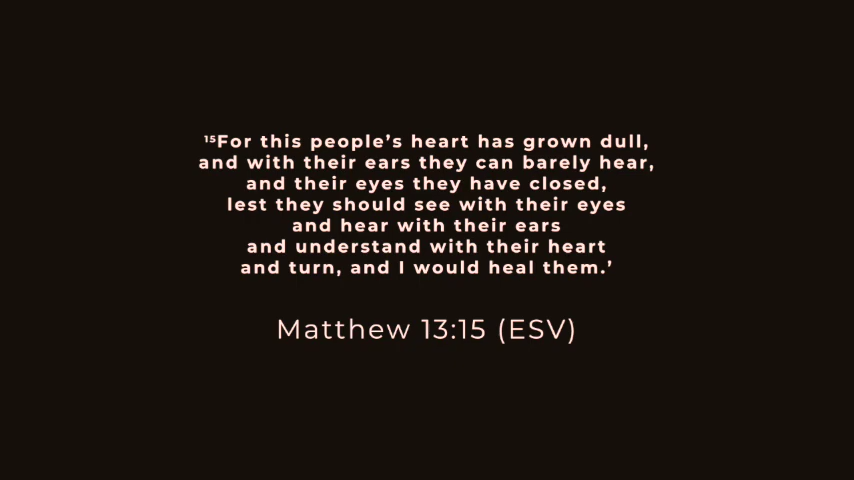 ¹⁵For this people’s heart has grown dull,
and with their ears they can barely hear,
and their eyes they have closed,
lest they should see with their eyes
and hear with their ears
and understand with their heart
and turn, and I would heal them.’
Matthew 13:15 (ESV)